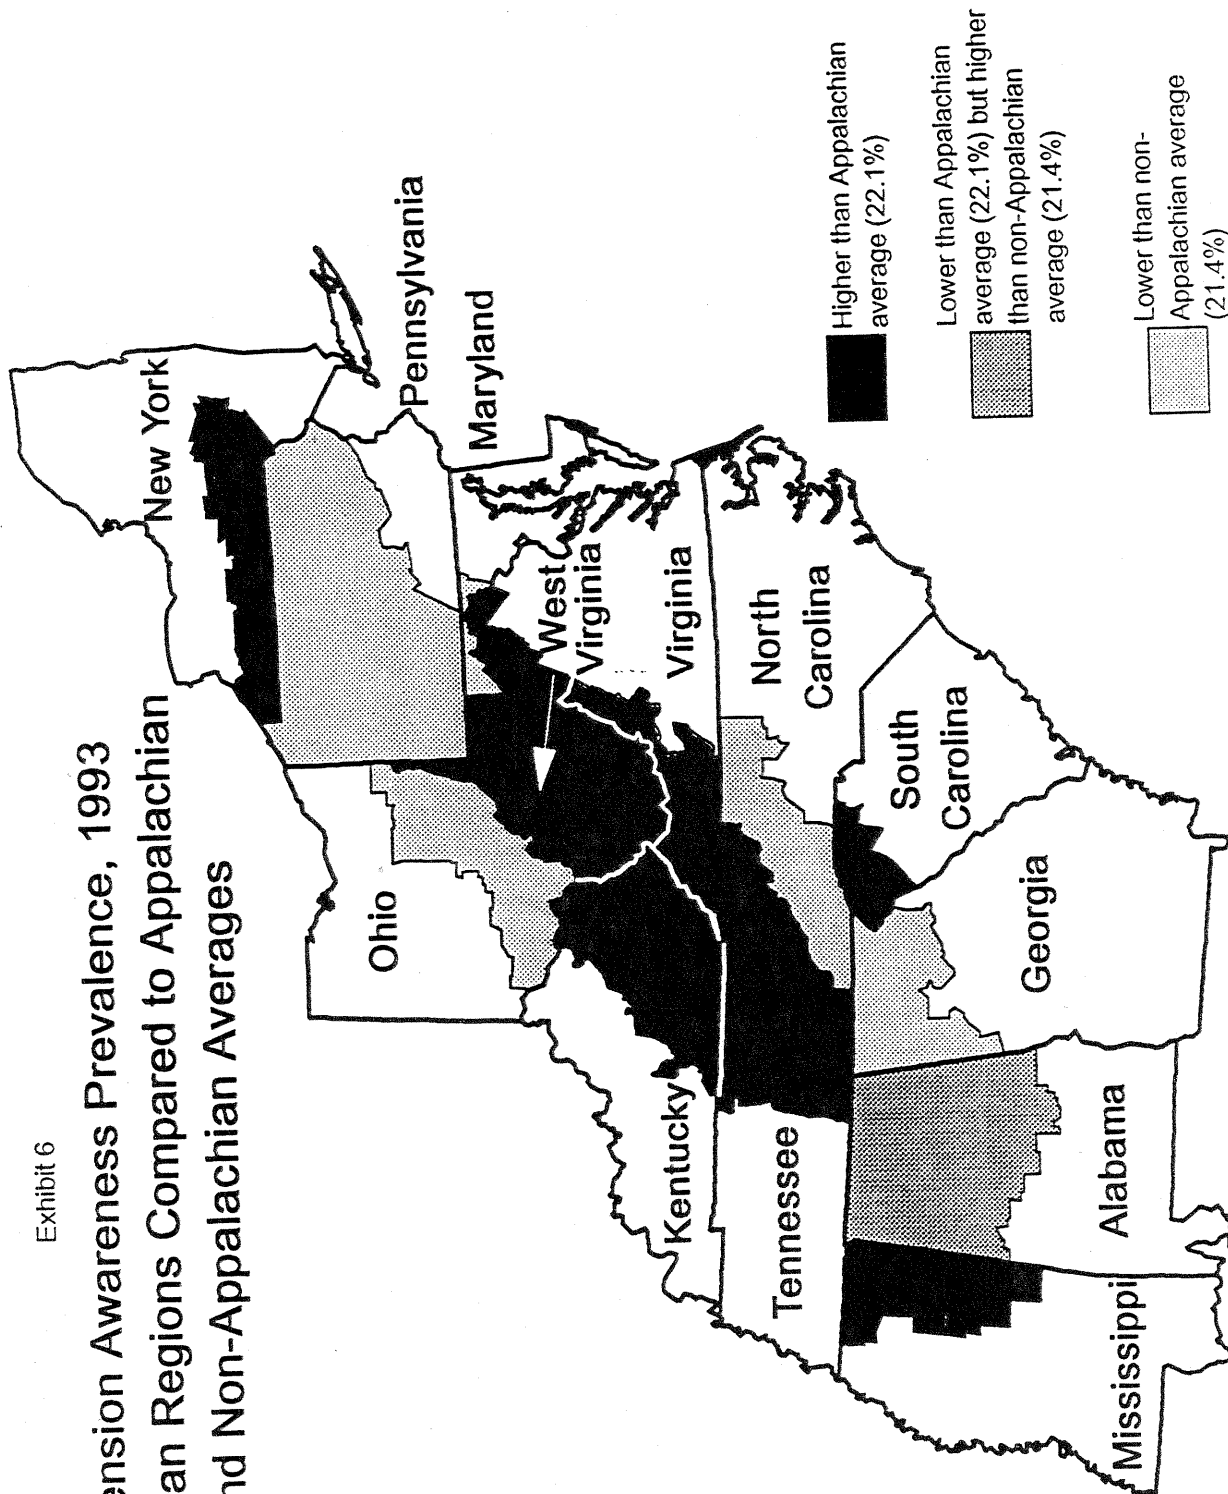 Exhibit 6
ension Awareness Prevalence, 1993
an Regions Compared to Appalachian
nd Non-Appalachian Averages
New York
Pennsylvania
Maryland
Ohio
West
Virginia
Virginia
Kentucky
North
Carolina
Tennessee
South
Carolina
Georgia
Alabama
Mississippi
Higher than Appalachian
average (22.1%)
Lower than Appalachian
average (22.1%) but higher
than non-Appalachian
average (21.4%)
Lower than non-
Appalachian average
(21.4%)